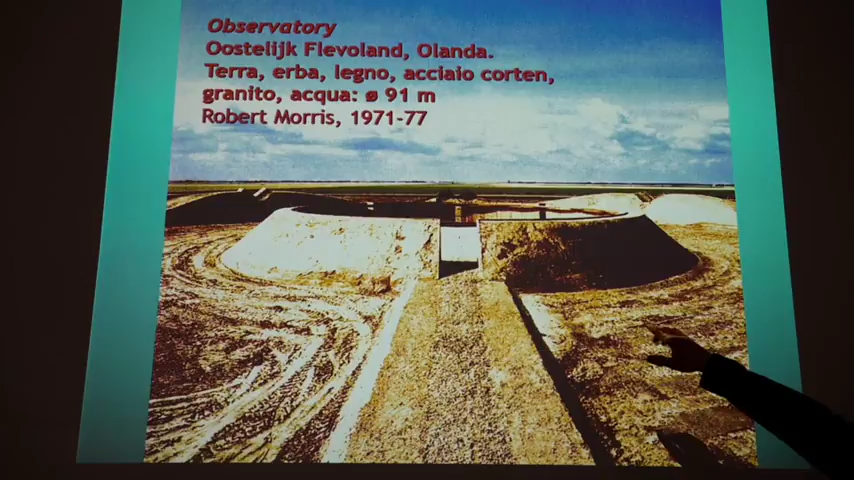 Observatory
Oostelijk Flevoland, Olanda.
Terra, erba, legno, acciaio corten,
granito, acqua: ø 91 m
Robert Morris, 1971-77